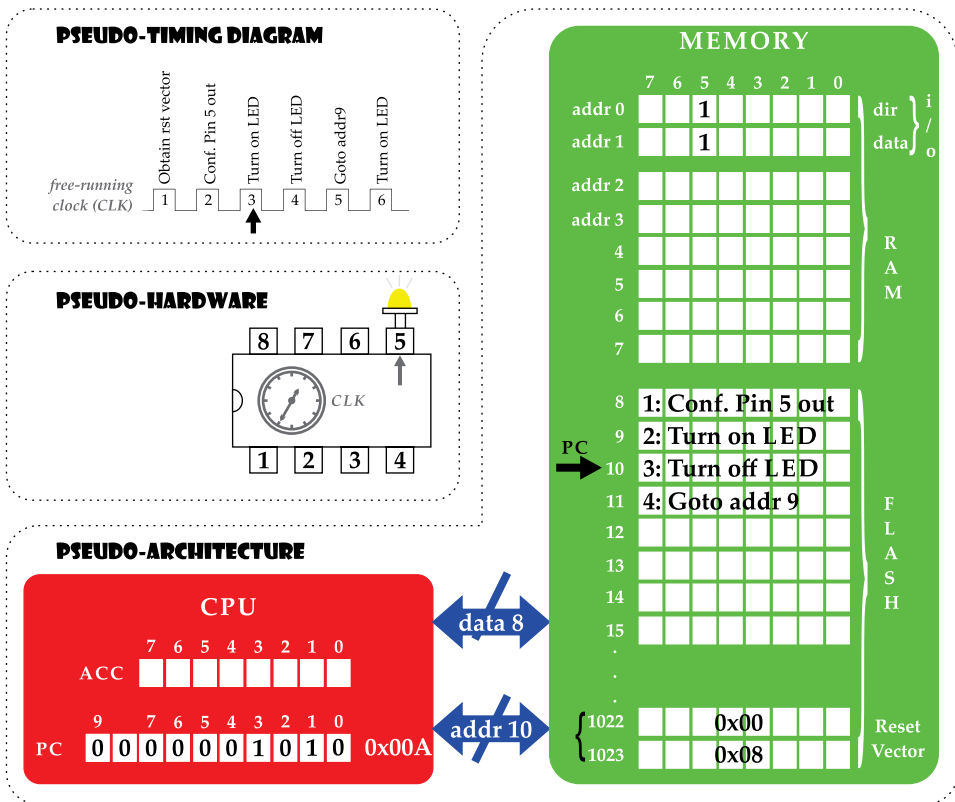 PSEUDO-TIMING DIAGRAM
Obtain rst vector
Conf. Pin 5 out
Turn on LED
Turn off LED
Goto addr9
Turn on LED
free-running
clock (CLK)
1 2 3 4 5 6
PSEUDO-HARDWARE
8 7 6 5
CLK
1 2 3 4
PSEUDO-ARCHITECTURE
CPU
7 6 5 4 3 2 1 0
ACC
9 7 6 5 4 3 2 1 0
PC 0 0 0 0 0 0 1 0 1 0 0x00A
data 8
addr 10
MEMORY
7 6 5 4 3 2 1 0
addr 0 1 dir
addr 1 1 data
i
/
o
addr 2
addr 3
4
5
6
7
R
A
M
8 1: Conf. Pin 5 out
9 2: Turn on LED
PC
10 3: Turn off LED
11 4: Goto addr 9
12
13
14
15
.
.
.
F
L
A
S
H
1022 0x00 Reset
1023 0x08 Vector